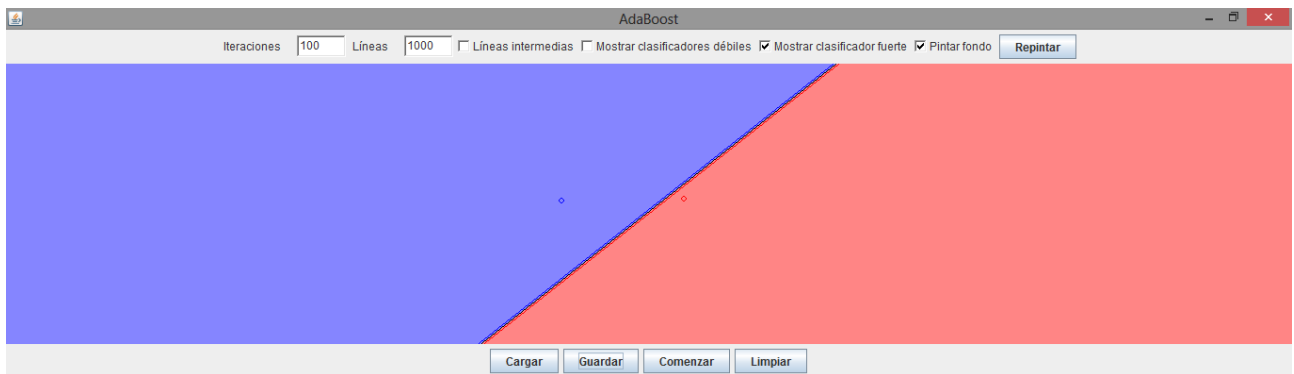 AdaBoost
Iteraciones 100 Líneas 1000 Líneas intermedias Mostrar clasificadores débiles Mostrar clasificador fuerte Pintar fondo Repintar
Cargar Guardar Comenzar Limpiar